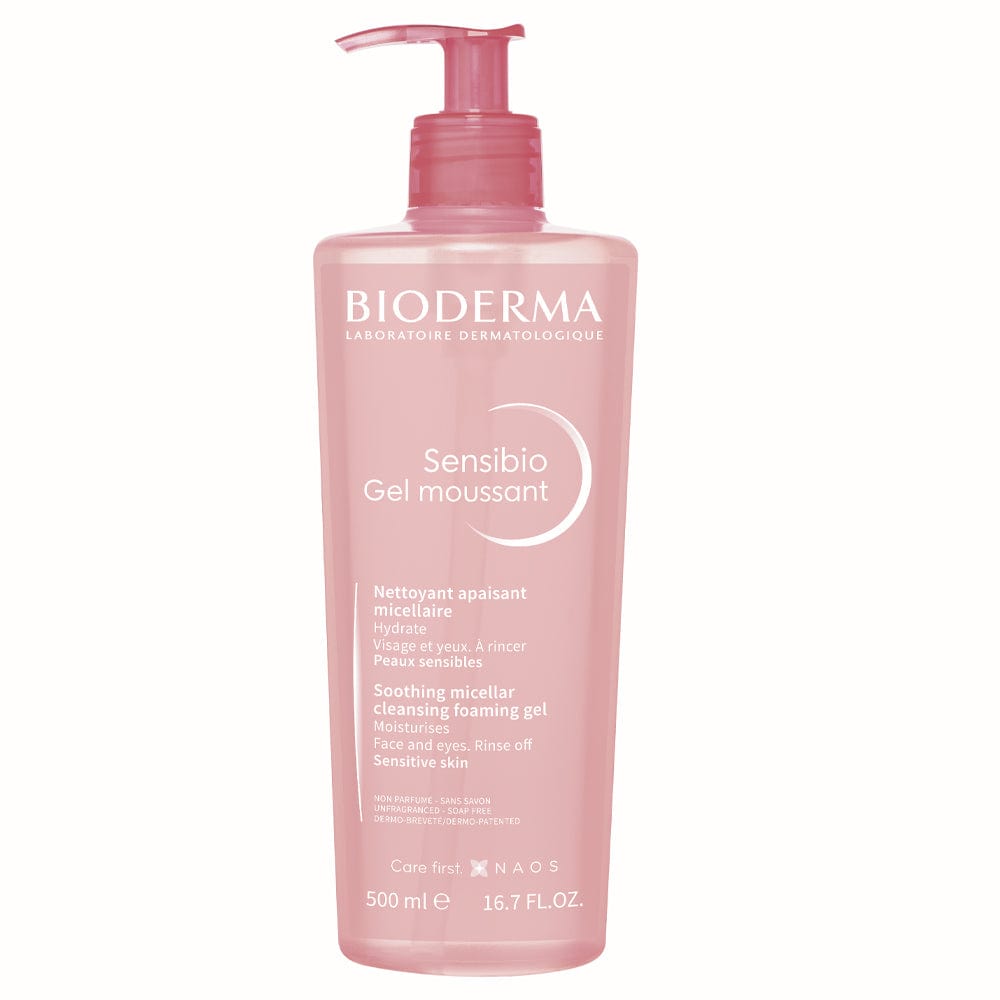 BIODERMA
LABORATOIRE DERMATOLOGIQUE
Sensibio
Gel moussant
Nettoyant apaisant
micellaire
Hydrate
Visage et yeux. À rincer
Peaux sensibles
Soothing micellar
cleansing foaming gel
Moisturises
Face and eyes. Rinse off
Sensitive skin
NON PARFUMÉ - SANS SAVON
UNFRAGRANCED - SOAP FREE
DERMO-BREVETÉ/DERMO-PATENTED
Care first. NAOS
500 ml ℮ 16.7 FL.OZ.